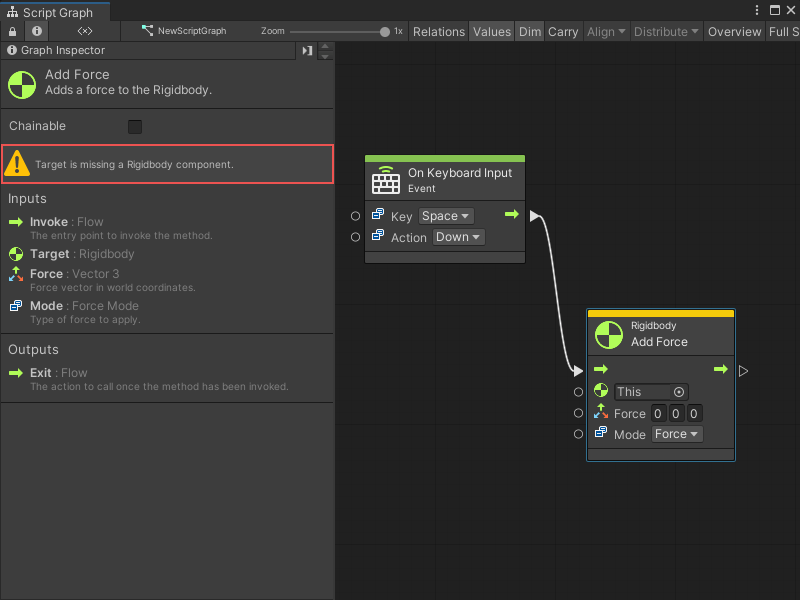 Script Graph
NewScriptGraph
Zoom
1x
Relations
Values
Dim
Carry
Align
Distribute
Overview
Full S
Graph Inspector
Add Force
Adds a force to the Rigidbody.
Chainable
Target is missing a Rigidbody component.
Inputs
Invoke : Flow
The entry point to invoke the method.
Target : Rigidbody
Force : Vector 3
Force vector in world coordinates.
Mode : Force Mode
Type of force to apply.
Outputs
Exit : Flow
The action to call once the method has been invoked.
On Keyboard Input
Event
Key Space
Action Down
Rigidbody
Add Force
This
Force 0 0 0
Mode Force